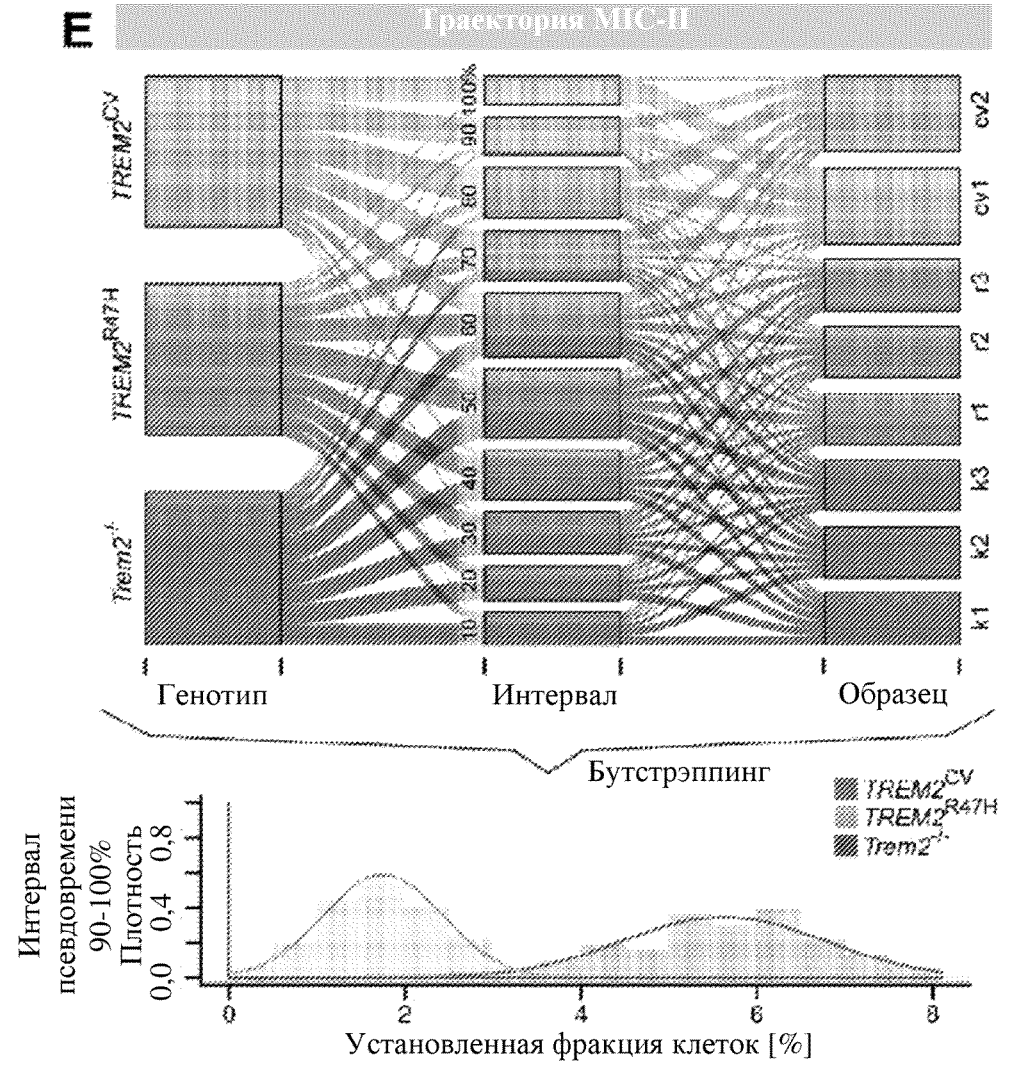 E
Траектория MIC-II
TREM2CV
TREM2R47H
Trem2-/-
100%
90
80
70
60
50
40
30
20
10
cv2
cv1
r3
r2
r1
k3
k2
k1
Генотип
Интервал
Образец
Бутстрэппинг
TREM2CV
TREM2R47H
Trem2-/-
Интервал
псевдовремени
90-100%
Плотность
0,8
0,4
0,0
0
2
4
6
8
Установленная фракция клеток [%]